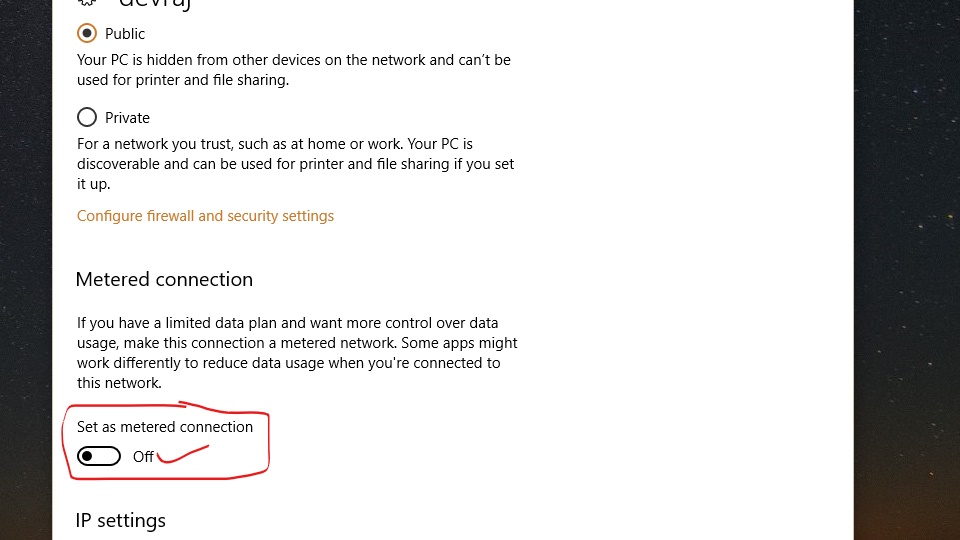 devraj
Public
Your PC is hidden from other devices on the network and can't be
used for printer and file sharing.
Private
For a network you trust, such as at home or work. Your PC is
discoverable and can be used for printer and file sharing if you set
it up.
Configure firewall and security settings
Metered connection
If you have a limited data plan and want more control over data
usage, make this connection a metered network. Some apps might
work differently to reduce data usage when you're connected to
this network.
Set as metered connection
Off
IP settings